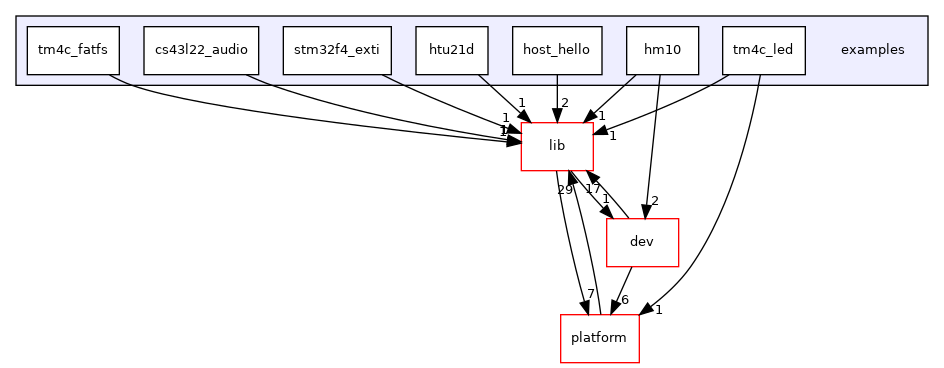 tm4c_fatfs cs43l22_audio stm32f4_exti htu21d host_hello hm10 tm4c_led examples
1 2
1 1
1 1
lib
29 17
1 2
dev
7 6
1
platform